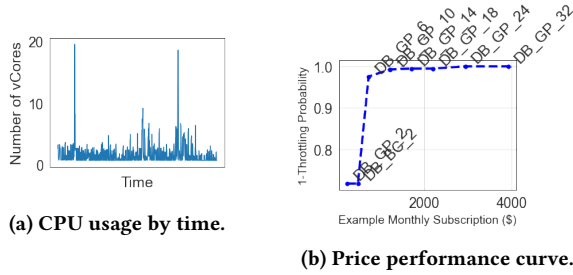 20
10
0
Number of vCores
Time
(a) CPU usage by time.
DB_GP_2
DB_BC_2
DB_GP_6
DB_GP_10
DB_GP_14
DB_GP_18
DB_GP_24
DB_GP_32
1.0
0.9
0.8
1-Throttling Probability
2000
4000
Example Monthly Subscription ($)
(b) Price performance curve.